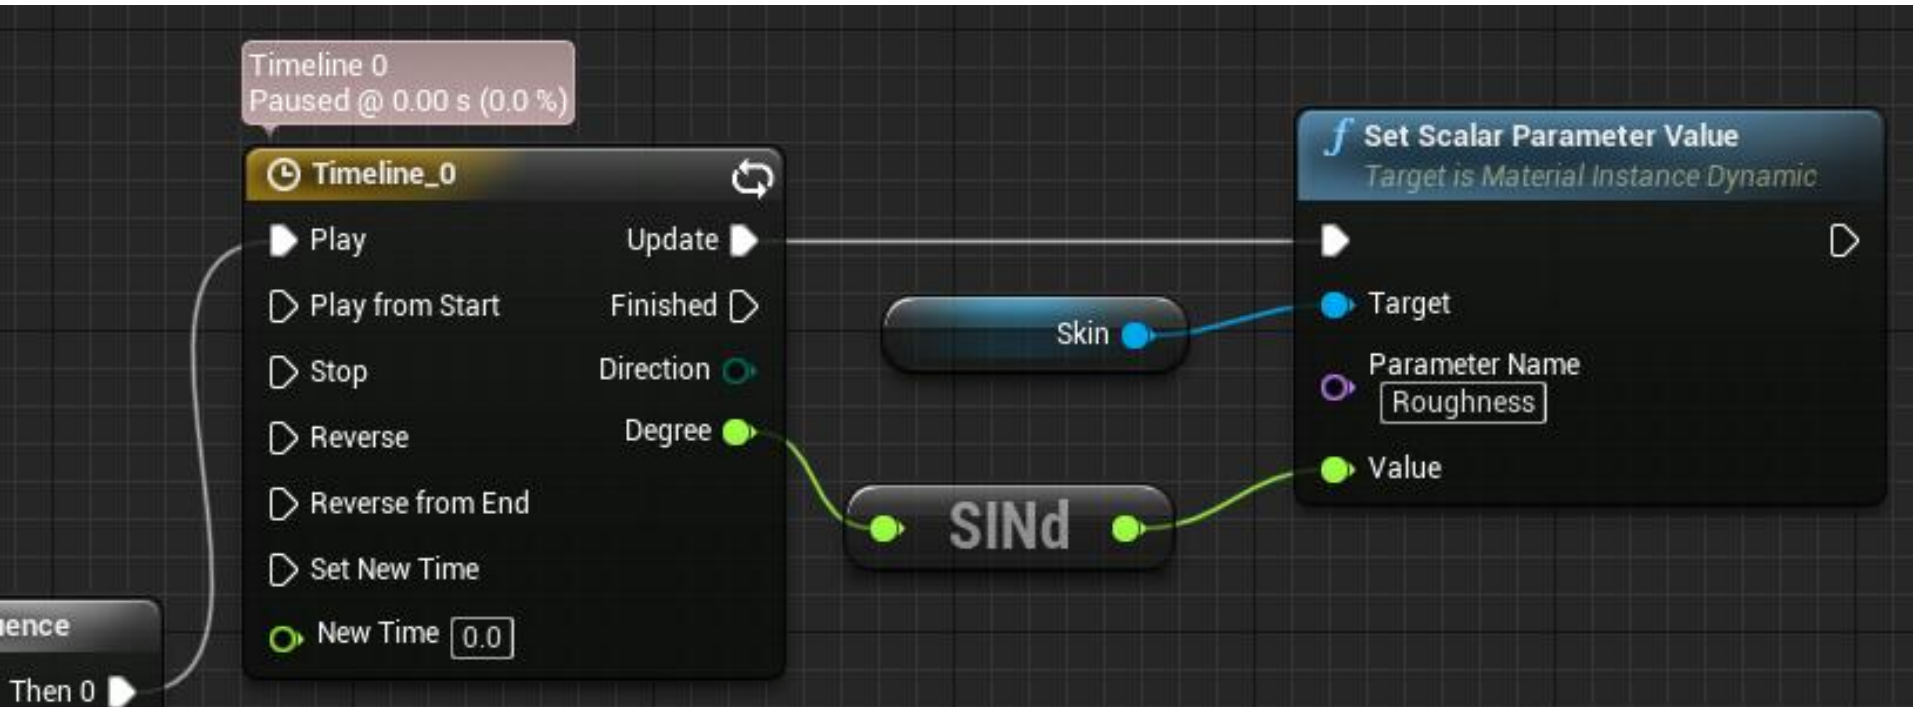 Timeline 0
Paused @ 0.00 s (0.0 %)
Timeline_0
Play
Update
Play from Start
Finished
Stop
Direction
Reverse
Degree
Reverse from End
Set New Time
New Time 0.0
Skin
SINd
Set Scalar Parameter Value
Target is Material Instance Dynamic
Target
Parameter Name
Roughness
Value
ience
Then 0